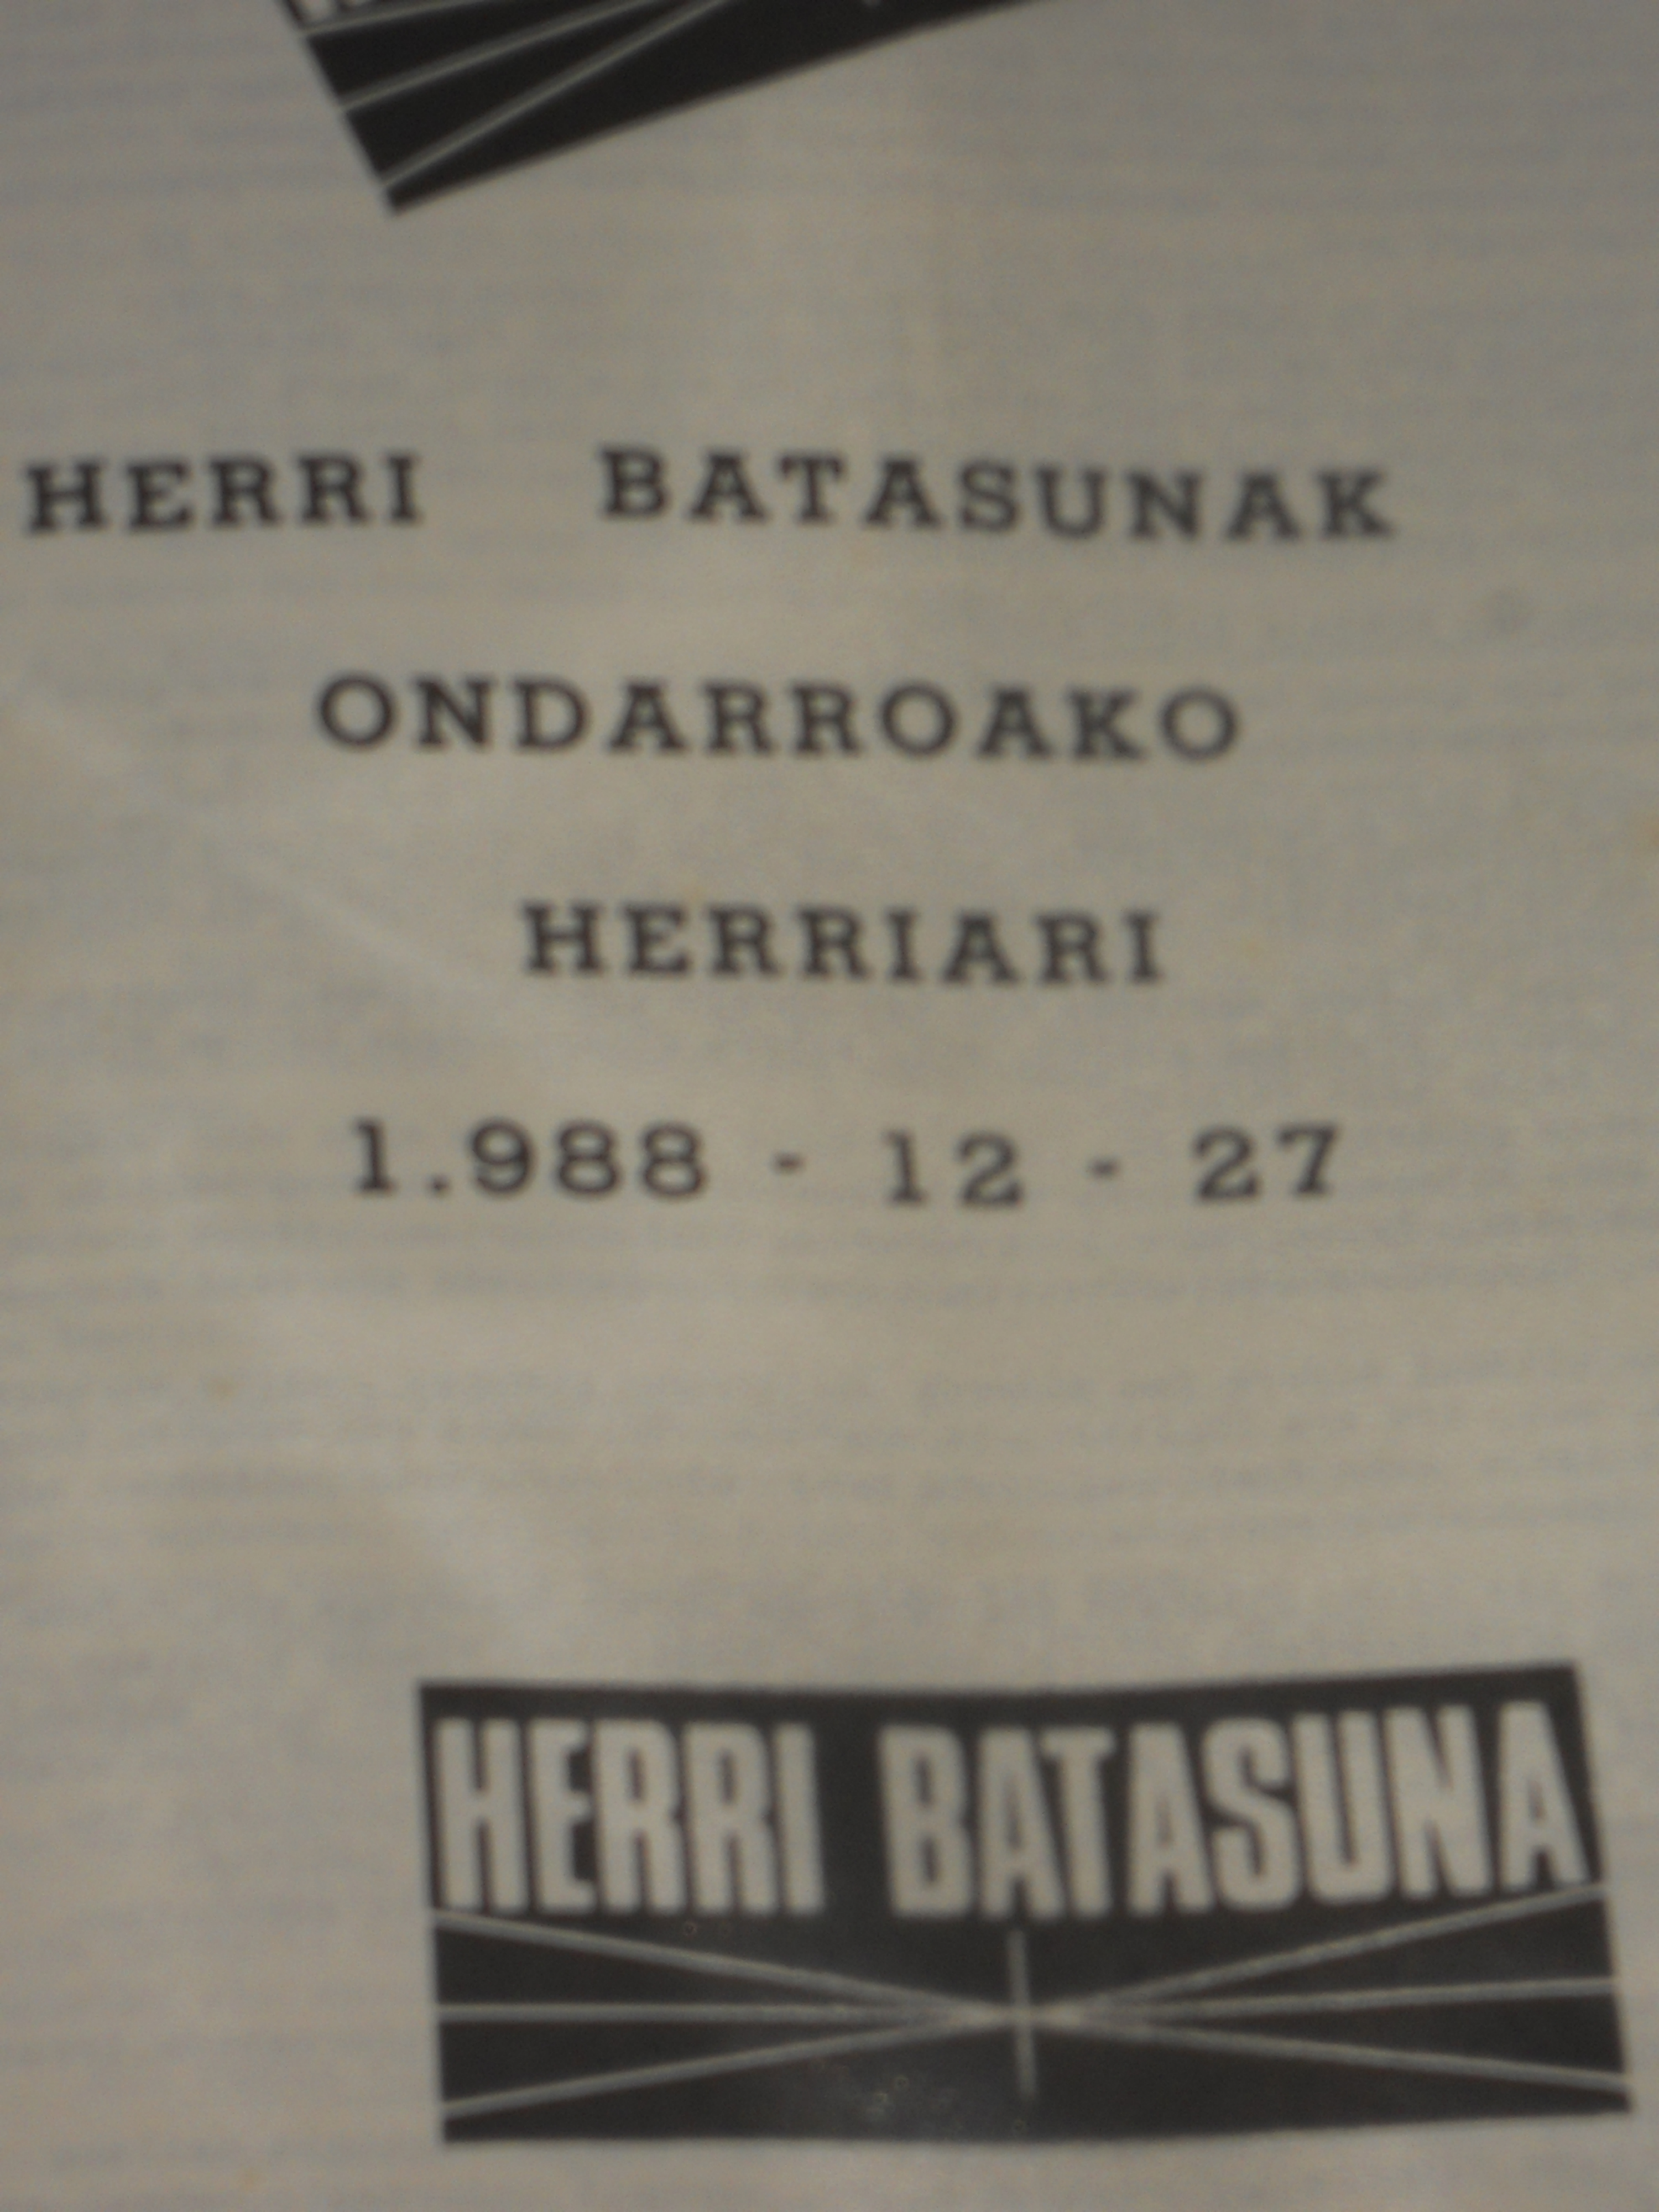 HERRI BATASUNAK
ONDARROAKO
HERRIARI
1.988 - 12 - 27
HERRI BATASUNA